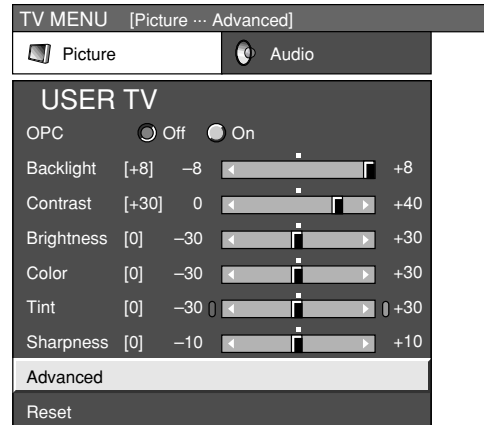 TV MENU [Picture ··· Advanced]
Picture Audio
USER TV
OPC Off On
Backlight [+8] –8 +8
Contrast [+30] 0 +40
Brightness [0] –30 +30
Color [0] –30 +30
Tint [0] –30 +30
Sharpness [0] –10 +10
Advanced
Reset